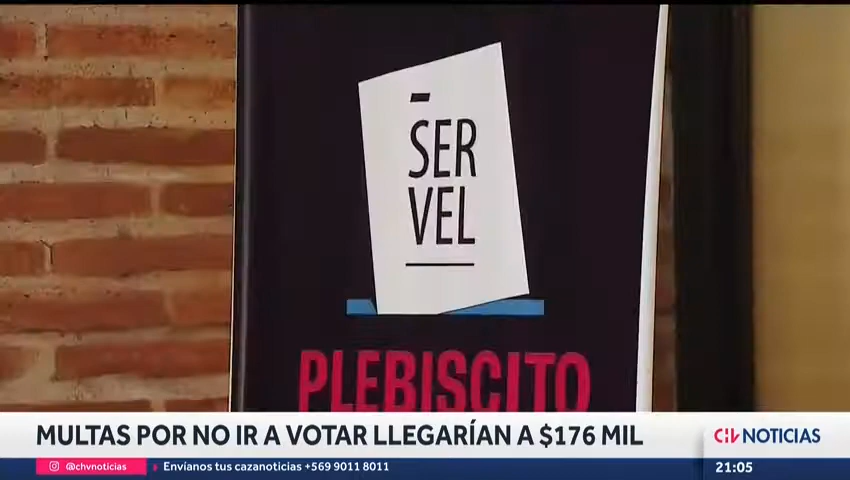 SER
VEL
PLEBISCITO
MULTAS POR NO IR A VOTAR LLEGARÍAN A $176 MIL
CHV NOTICIAS
@chvnoticias
Envíanos tus cazanoticias +569 9011 8011
21:05